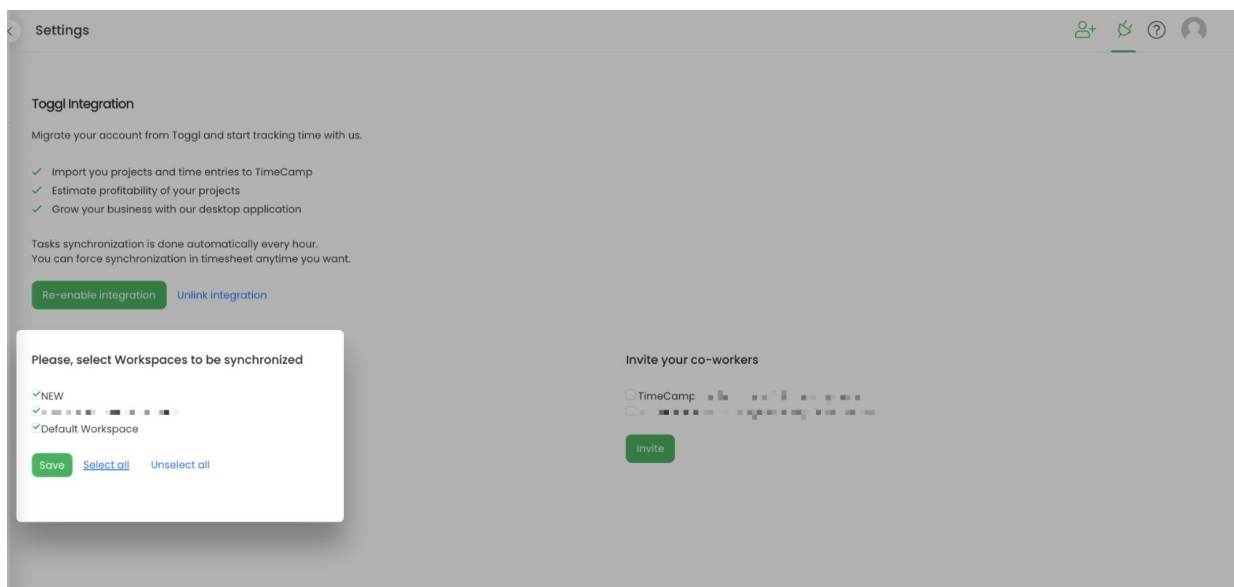 Settings
Toggl Integration
Migrate your account from Toggl and start tracking time with us.
Import you projects and time entries to TimeCamp
Estimate profitability of your projects
Grow your business with our desktop application
Tasks synchronization is done automatically every hour.
You can force synchronization in timesheet anytime you want.
Re-enable integration Unlink integration
Please, select Workspaces to be synchronized
NEW
Default Workspace
Save Select all Unselect all
Invite your co-workers
TimeCamp
Invite